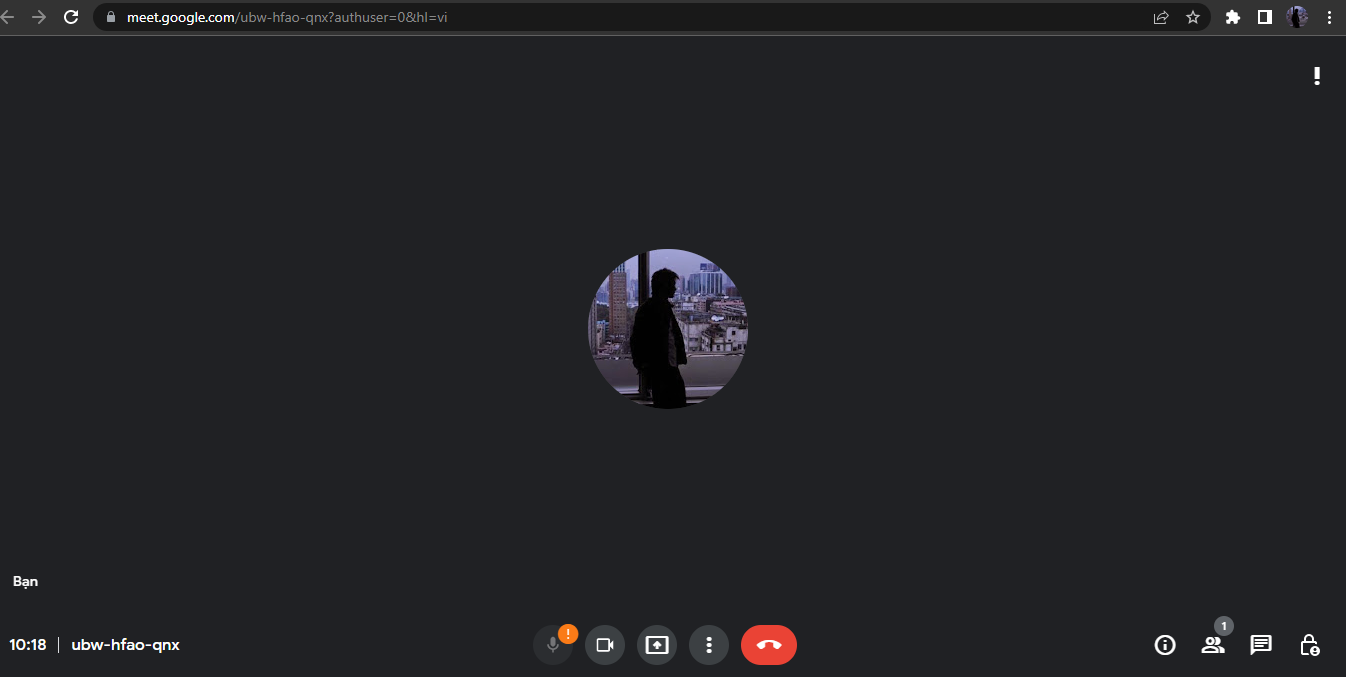 meet.google.com/ubw-hfao-qnx?authuser=0&hl=vi
Bạn
10:18 | ubw-hfao-qnx
1